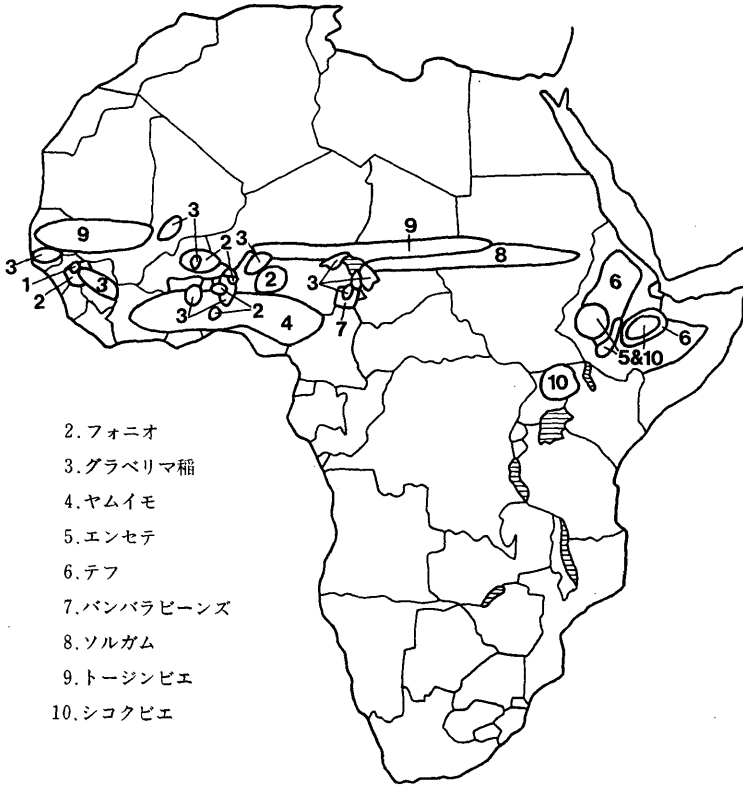 3
9
3
2
3
9
8
3
1
2
3
3
2
3
2
4
3
7
6
6
5&10
10
2.フォニオ
3.グラベリマ稲
4.ヤムイモ
5.エンセテ
6.テフ
7.バンバラビーンズ
8.ソルガム
9.トージンビエ
10.シコクビエ